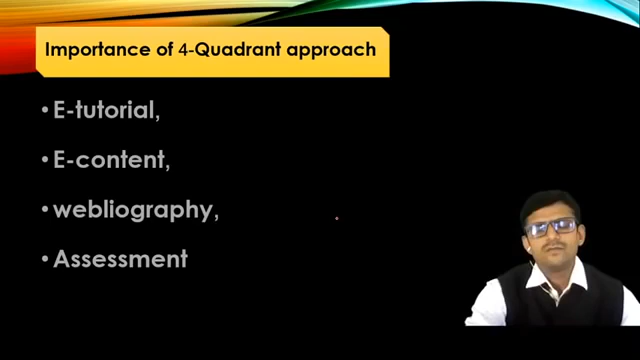 Importance of 4-Quadrant approach
• E-tutorial,
• E-content,
• webliography,
• Assessment